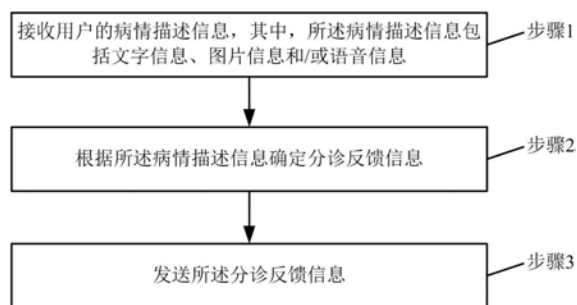 接收用户的病情描述信息，其中，所述病情描述信息包
括文字信息、图片信息和/或语音信息
步骤1
根据所述病情描述信息确定分诊反馈信息
步骤2
发送所述分诊反馈信息
步骤3